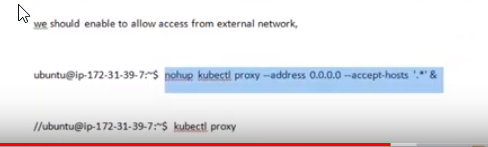 we should enable to allow access from external network,
ubuntu@ip-172-31-39-7:~$ nohup kubectl proxy --address 0.0.0.0 --accept-hosts '.*' &
//ubuntu@ip-172-31-39-7:~$ kubectl proxy